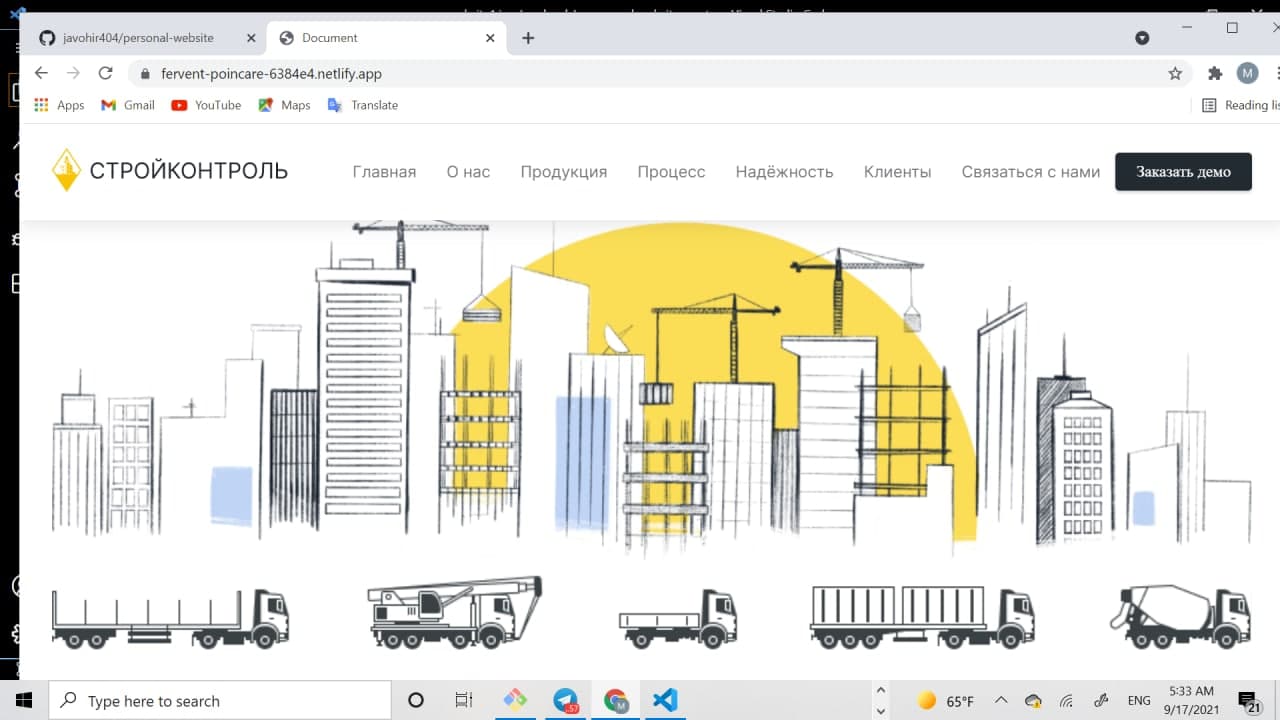 javohir404/personal-website
Document
fervent-poincare-6384e4.netlify.app
M
Apps
Gmail
YouTube
Maps
Translate
Reading lis
СТРОЙКОНТРОЛЬ
Главная
О нас
Продукция
Процесс
Надёжность
Клиенты
Связаться с нами
Заказать демо
Type here to search
57
M
65°F
ENG
5:33 AM
9/17/2021
21